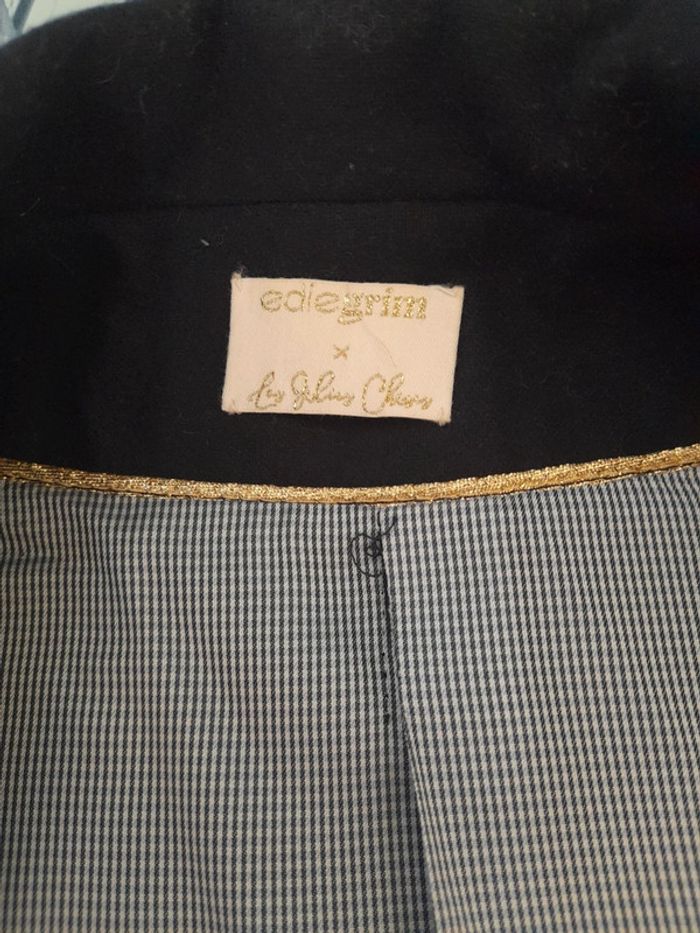 ediegrim
x
Les Jolies Choses